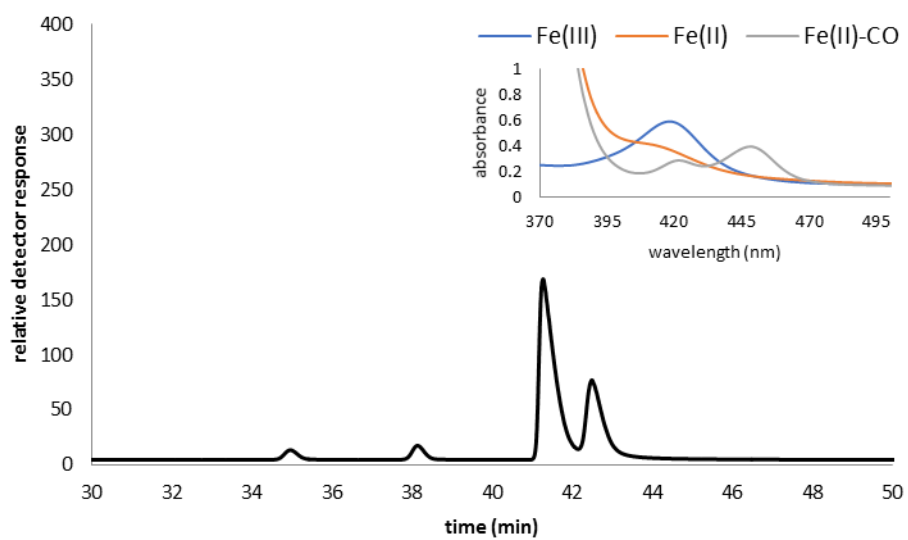 400
350
300
250
200
150
100
50
0
relative detector response
30 32 34 36 38 40 42 44 46 48 50
time (min)
Fe(III) Fe(II) Fe(II)-CO
1
0.8
0.6
0.4
0.2
0
absorbance
370 395 420 445 470 495
wavelength (nm)